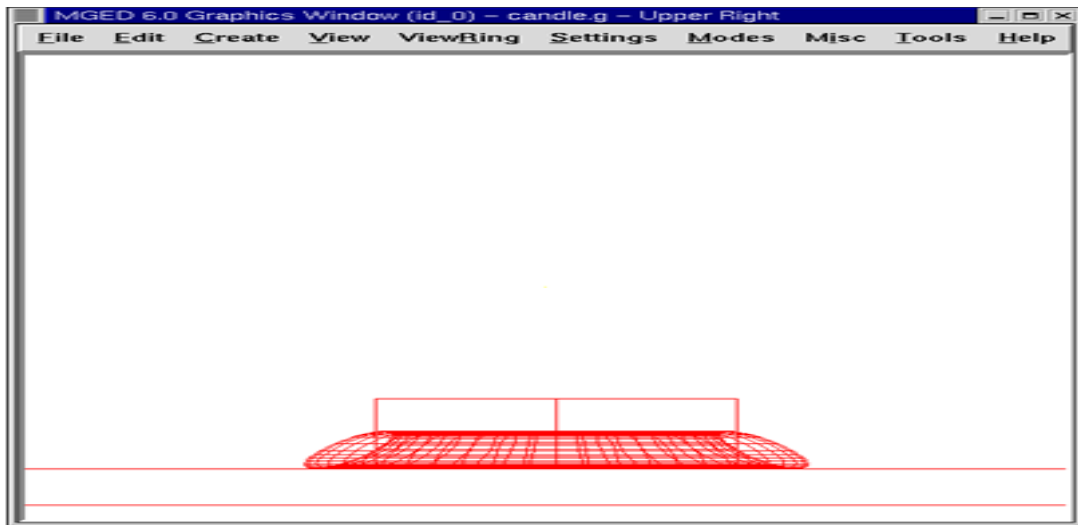 MGED 6.0 Graphics Window (id_0) – candle.g – Upper Right
File Edit Create View ViewRing Settings Modes Misc Tools Help